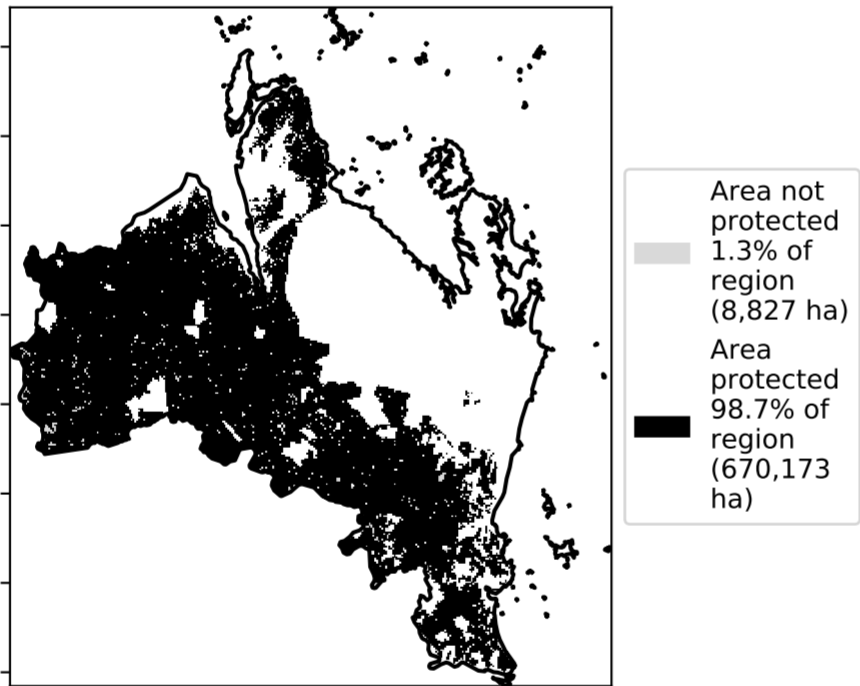 Area not
protected
1.3% of
region
(8,827 ha)
Area
protected
98.7% of
region
(670,173
ha)